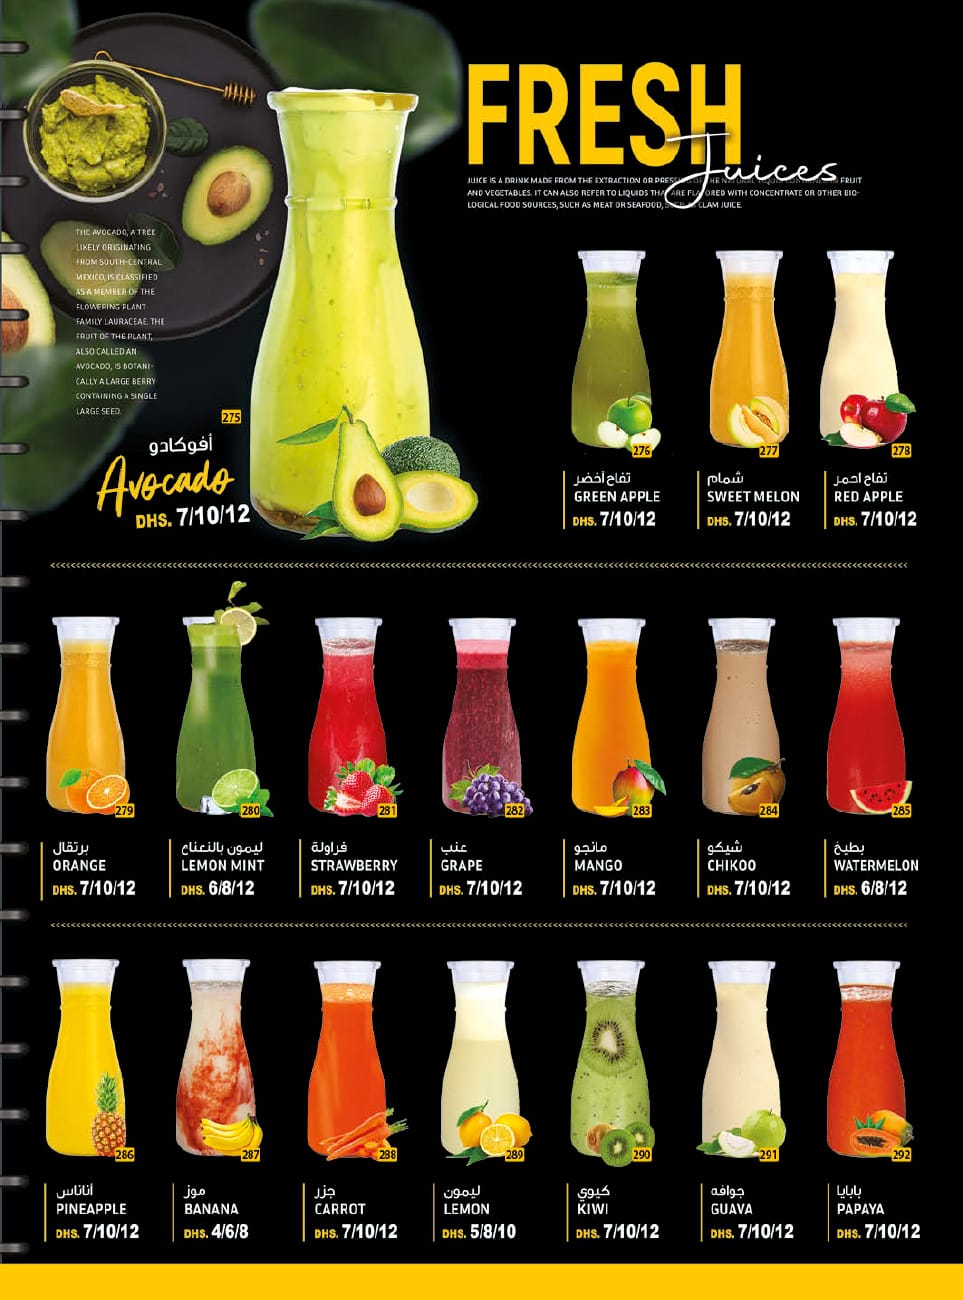 FRESH
Juices
JUICE IS A DRINK MADE FROM THE EXTRACTION OR PRESSING OF THE NATURAL LIQUID FRUIT
AND VEGETABLES. IT CAN ALSO REFER TO LIQUIDS THAT ARE FLAVORED WITH CONCENTRATE OR OTHER BIO-
LOGICAL FOOD SOURCES, SUCH AS MEAT OR SEAFOOD, SUCH AS CLAM JUICE.
THE AVOCADO, A TREE
LIKELY ORIGINATING
FROM SOUTH-CENTRAL
MEXICO, IS CLASSIFIED
AS A MEMBER OF THE
FLOWERING PLANT
FAMILY LAURACEAE. THE
FRUIT OF THE PLANT,
ALSO CALLED AN
AVOCADO, IS BOTANI-
CALLY A LARGE BERRY
CONTAINING A SINGLE
LARGE SEED.
275
أفوكادو
Avocado
DHS. 7/10/12
276
تفاح أخضر
GREEN APPLE
DHS. 7/10/12
277
شمام
SWEET MELON
DHS. 7/10/12
278
تفاح احمر
RED APPLE
DHS. 7/10/12
279
برتقال
ORANGE
DHS. 7/10/12
280
ليمون بالنعناع
LEMON MINT
DHS. 6/8/12
281
فراولة
STRAWBERRY
DHS. 7/10/12
282
عنب
GRAPE
DHS. 7/10/12
283
مانجو
MANGO
DHS. 7/10/12
284
شيكو
CHIKOO
DHS. 7/10/12
285
بطيخ
WATERMELON
DHS. 6/8/12
286
أناناس
PINEAPPLE
DHS. 7/10/12
287
موز
BANANA
DHS. 4/6/8
288
جزر
CARROT
DHS. 7/10/12
289
ليمون
LEMON
DHS. 5/8/10
290
كيوي
KIWI
DHS. 7/10/12
291
جوافه
GUAVA
DHS. 7/10/12
292
بابايا
PAPAYA
DHS. 7/10/12